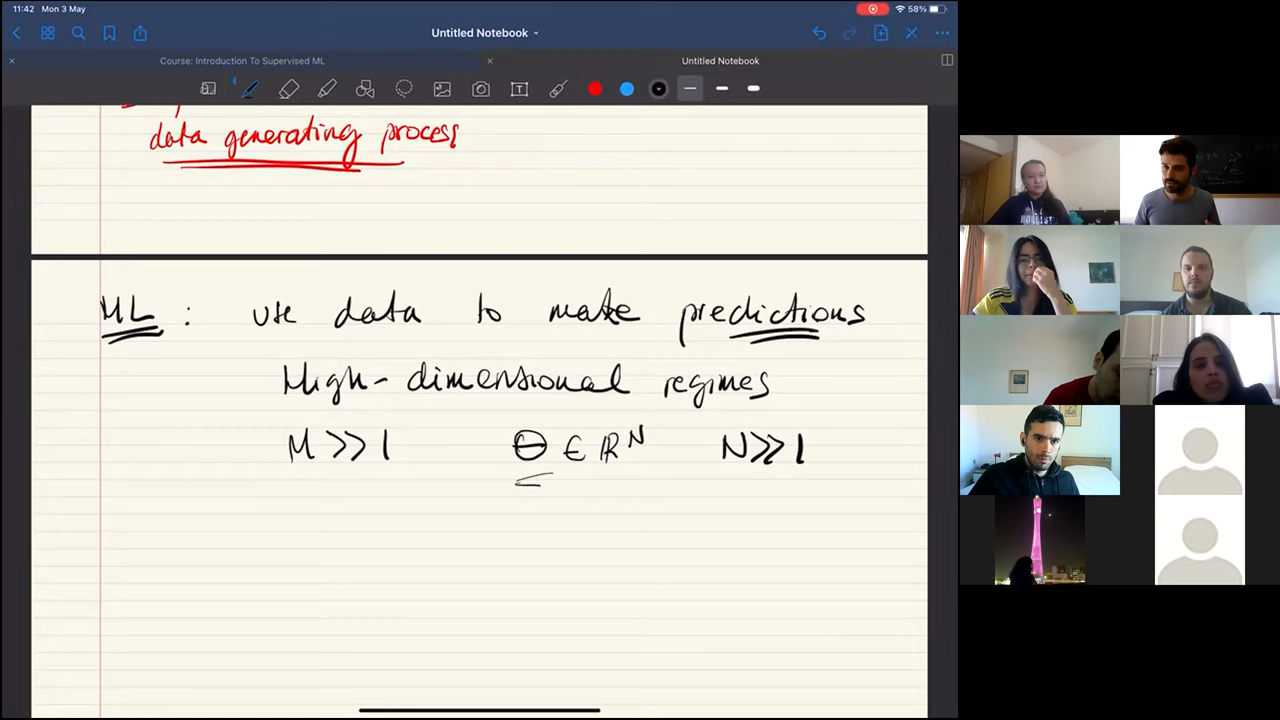 11:42 Mon 3 May
58%
Untitled Notebook
Course: Introduction To Supervised ML
Untitled Notebook
data generating process
ML : use data to make predictions
High-dimensional regimes
M >> 1 Θ ∈ ℝ^N N >> 1